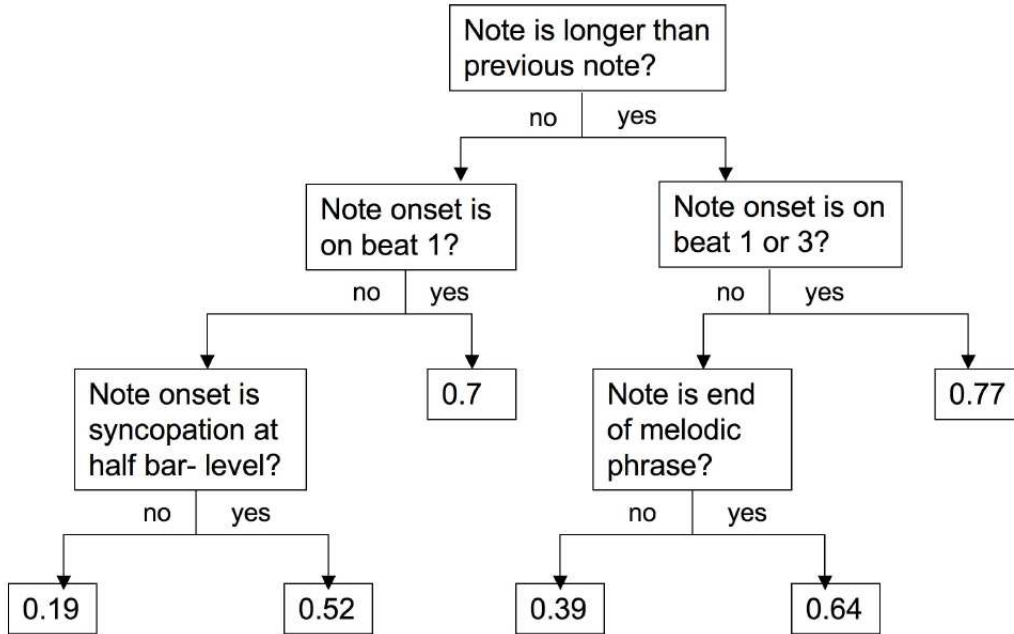 Note is longer than
previous note?
no yes
Note onset is
on beat 1?
Note onset is on
beat 1 or 3?
no yes
no yes
Note onset is
syncopation at
half bar- level?
0.7
Note is end
of melodic
phrase?
0.77
no yes
no yes
0.19
0.52
0.39
0.64